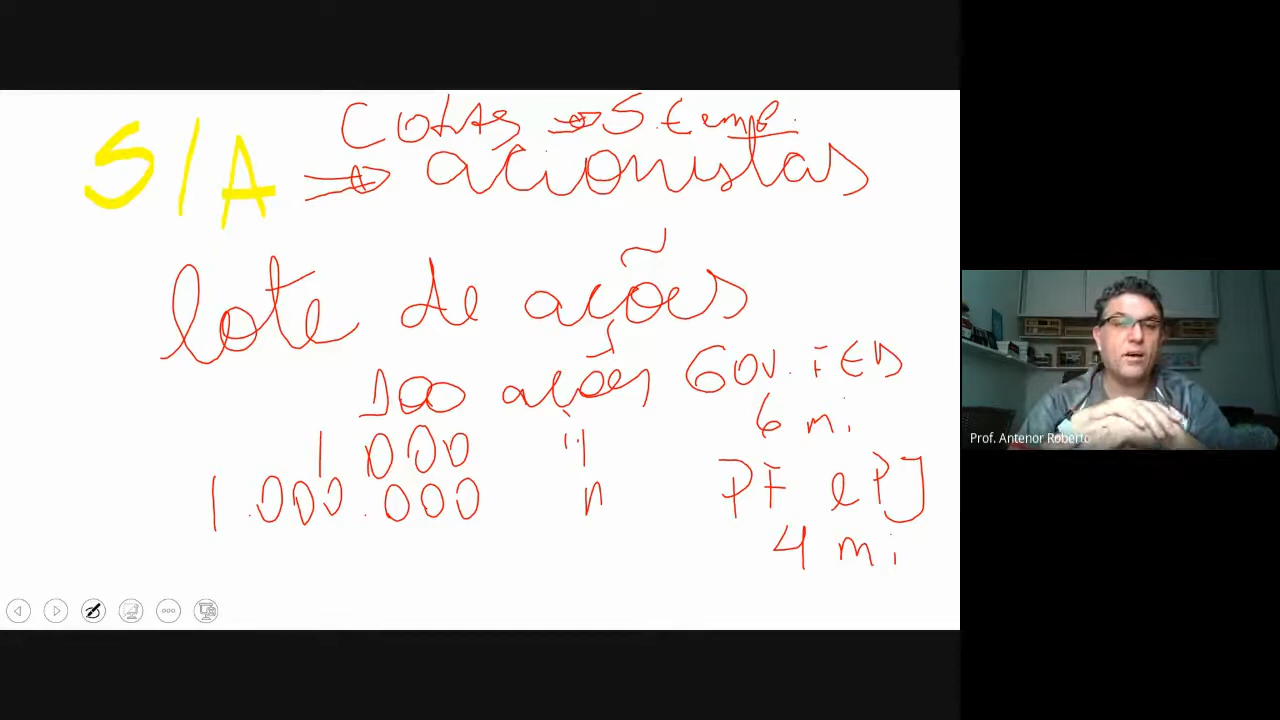 COTAS → S. Emp.
S/A ⇒ acionistas
lote de ações
100 ações GOV. FED
6 mi
1.000 "
PF e PJ
1.000.000 "
4 mi
Prof. Antenor Roberto